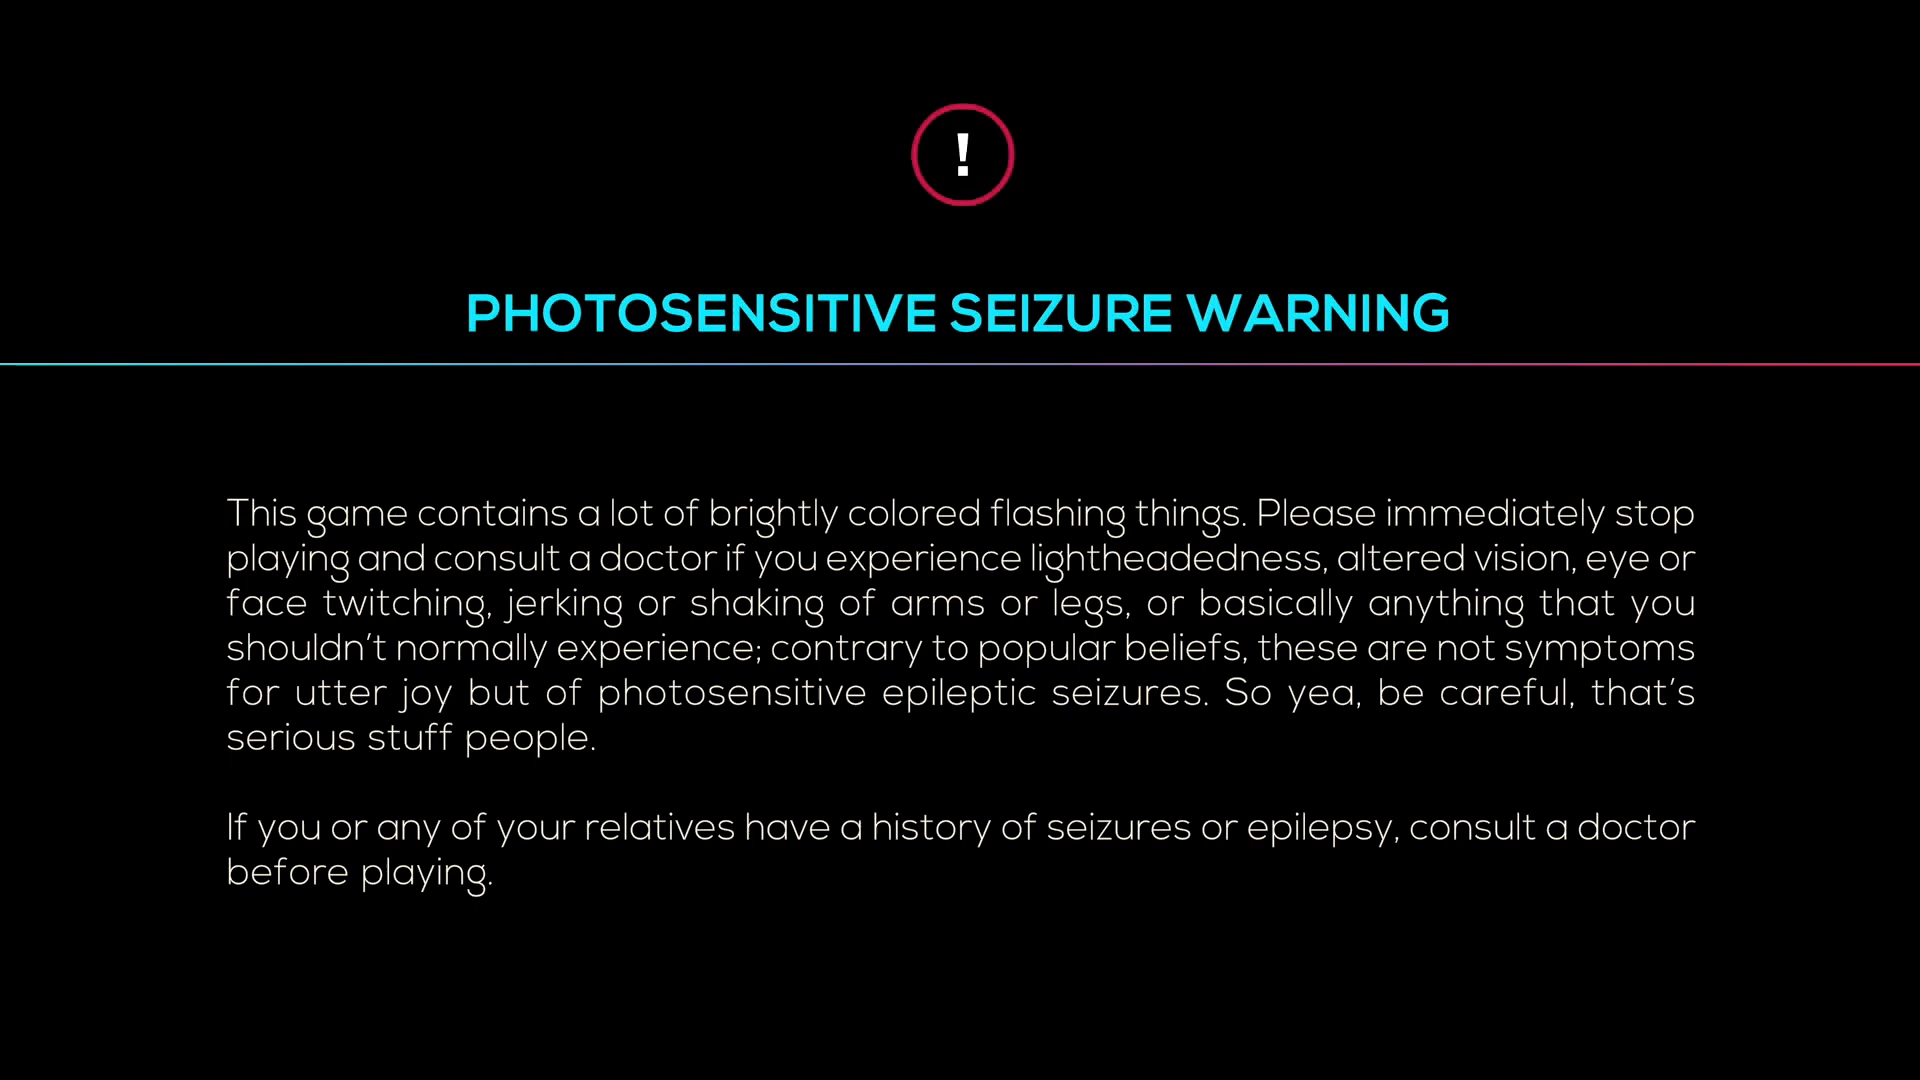 !
PHOTOSENSITIVE SEIZURE WARNING
This game contains a lot of brightly colored flashing things. Please immediately stop
playing and consult a doctor if you experience lightheadedness, altered vision, eye or
face twitching, jerking or shaking of arms or legs, or basically anything that you
shouldn’t normally experience; contrary to popular beliefs, these are not symptoms
for utter joy but of photosensitive epileptic seizures. So yea, be careful, that’s
serious stuff people.
If you or any of your relatives have a history of seizures or epilepsy, consult a doctor
before playing.